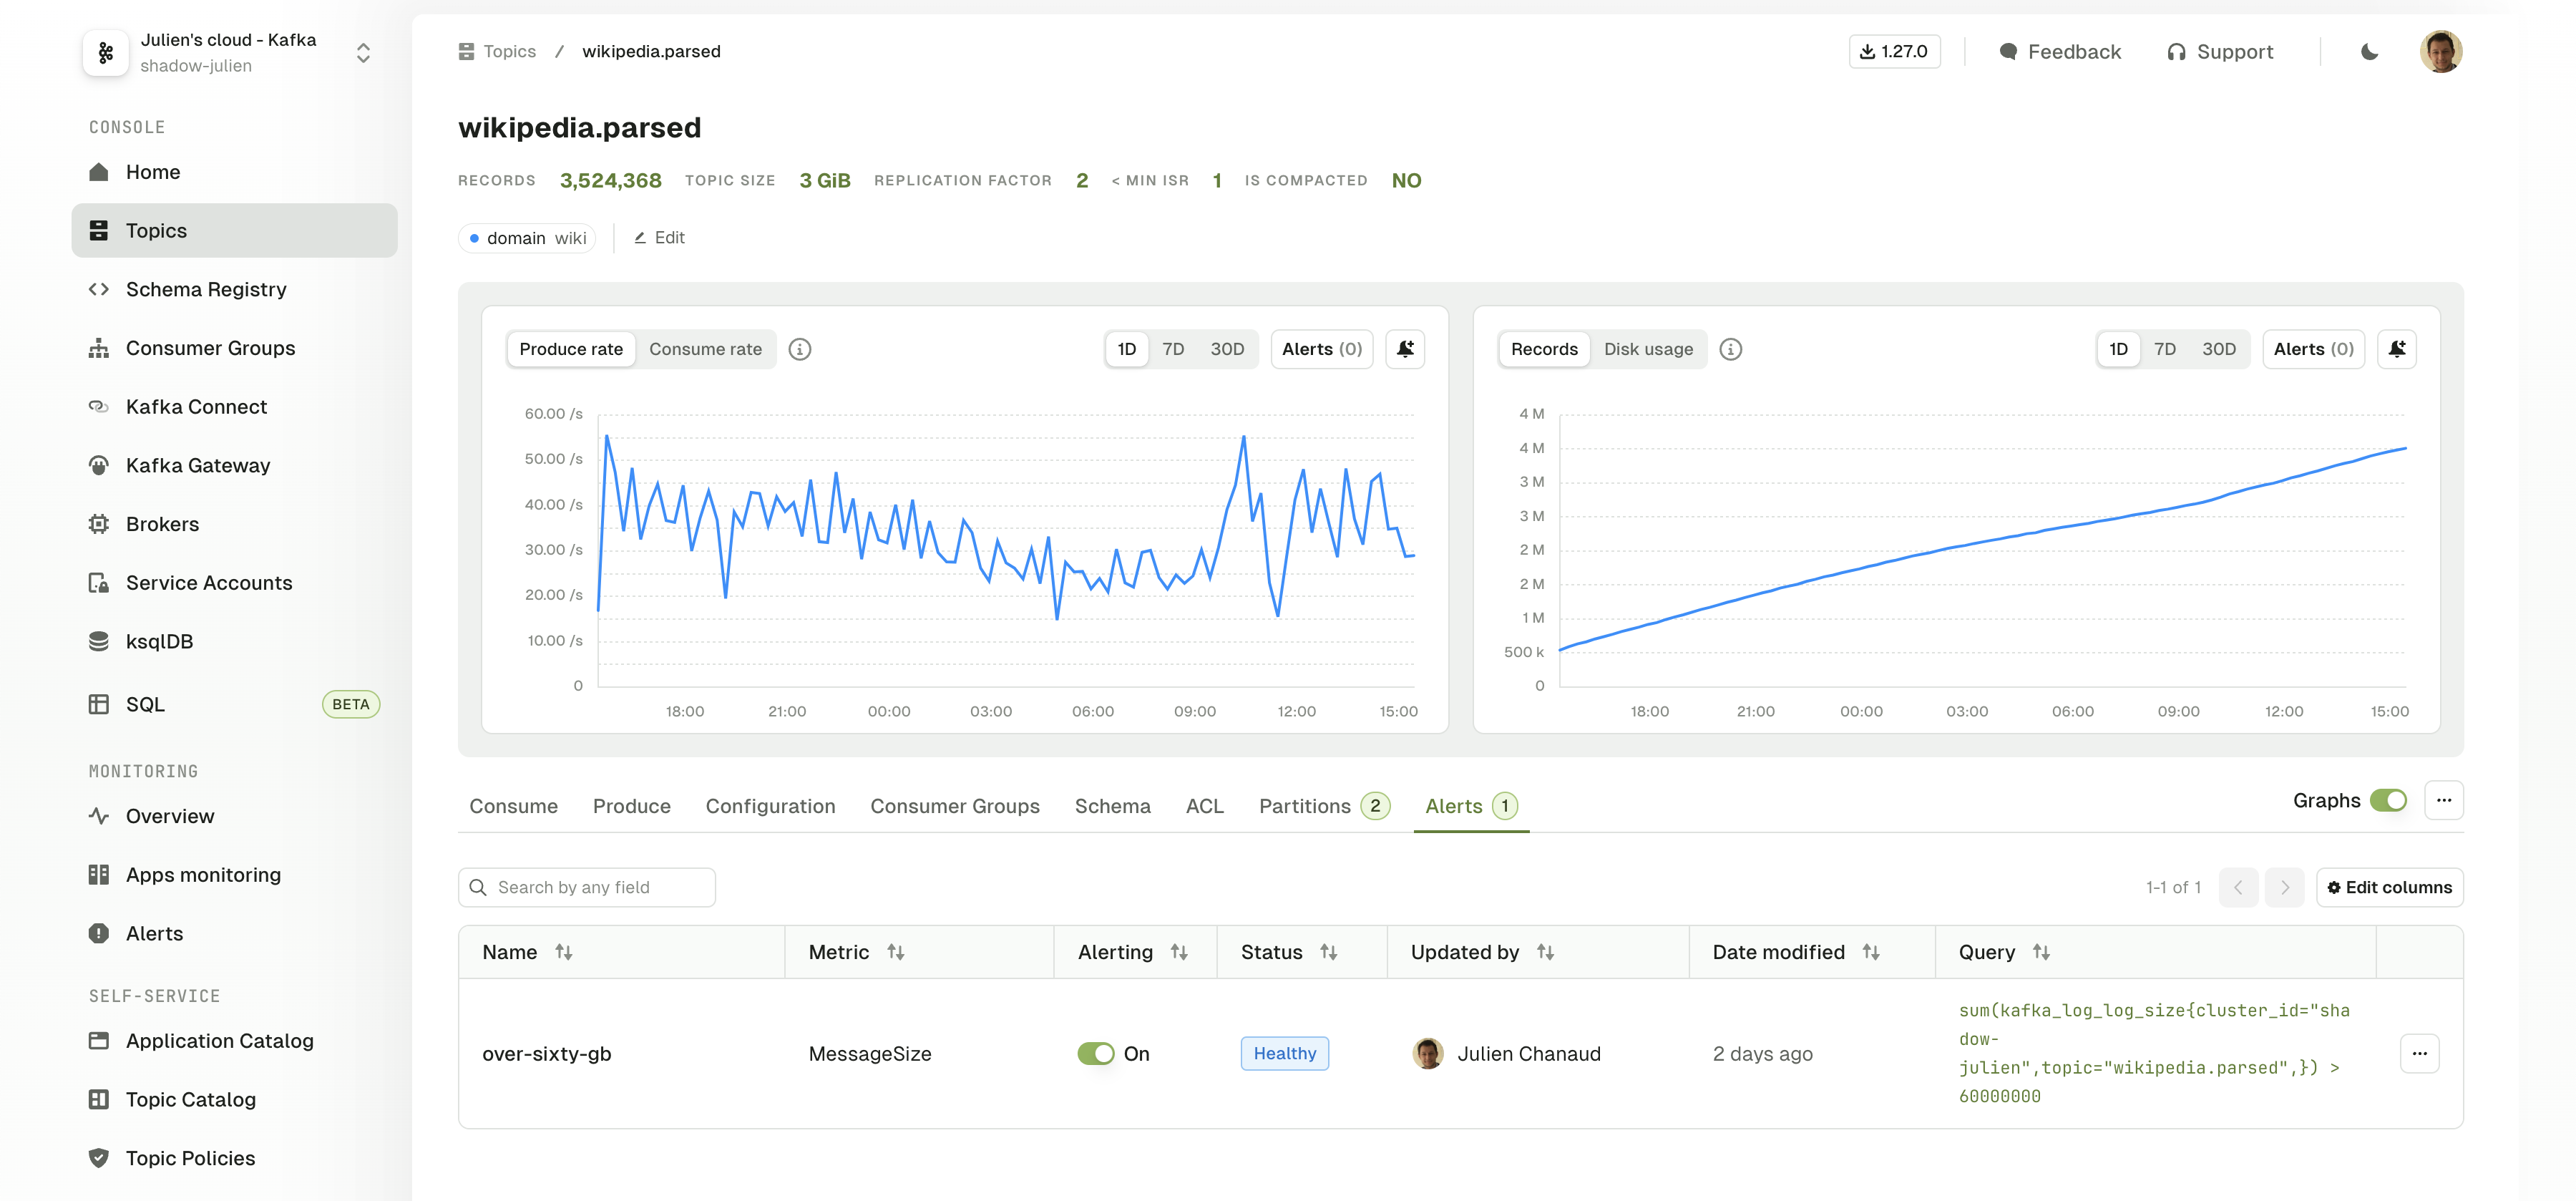 Julien's cloud - Kafka
shadow-julien
CONSOLE
Home
Topics
Schema Registry
Consumer Groups
Kafka Connect
Kafka Gateway
Brokers
Service Accounts
ksqlDB
SQL BETA
MONITORING
Overview
Apps monitoring
Alerts
SELF-SERVICE
Application Catalog
Topic Catalog
Topic Policies
Topics / wikipedia.parsed
1.27.0 Feedback Support
wikipedia.parsed
RECORDS 3,524,368 TOPIC SIZE 3 GiB REPLICATION FACTOR 2 < MIN ISR 1 IS COMPACTED NO
domain wiki Edit
Produce rate Consume rate 1D 7D 30D Alerts (0)
60.00 /s
50.00 /s
40.00 /s
30.00 /s
20.00 /s
10.00 /s
0
18:00 21:00 00:00 03:00 06:00 09:00 12:00 15:00
Records Disk usage 1D 7D 30D Alerts (0)
4 M
4 M
3 M
3 M
2 M
2 M
1 M
500 k
0
18:00 21:00 00:00 03:00 06:00 09:00 12:00 15:00
Consume Produce Configuration Consumer Groups Schema ACL Partitions 2 Alerts 1 Graphs
Search by any field 1-1 of 1 Edit columns
Name Metric Alerting Status Updated by Date modified Query
over-sixty-gb MessageSize On Healthy Julien Chanaud 2 days ago
sum(kafka_log_log_size{cluster_id="sha
dow-
julien",topic="wikipedia.parsed",}) >
60000000